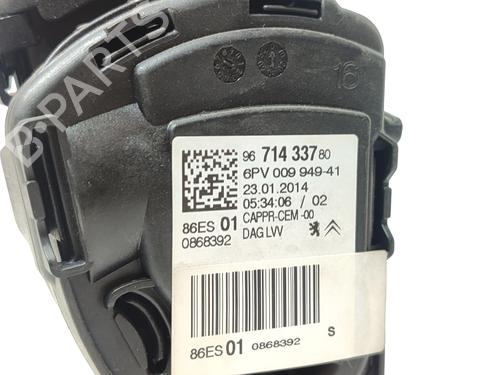 B-PARTS
16
96 714 337 80
6PV 009 949-41
23.01.2014
05:34:06 / 02
86ES 01 CAPPR-CEM -00
0868392 DAG LVV
86ES 01 0868392 S